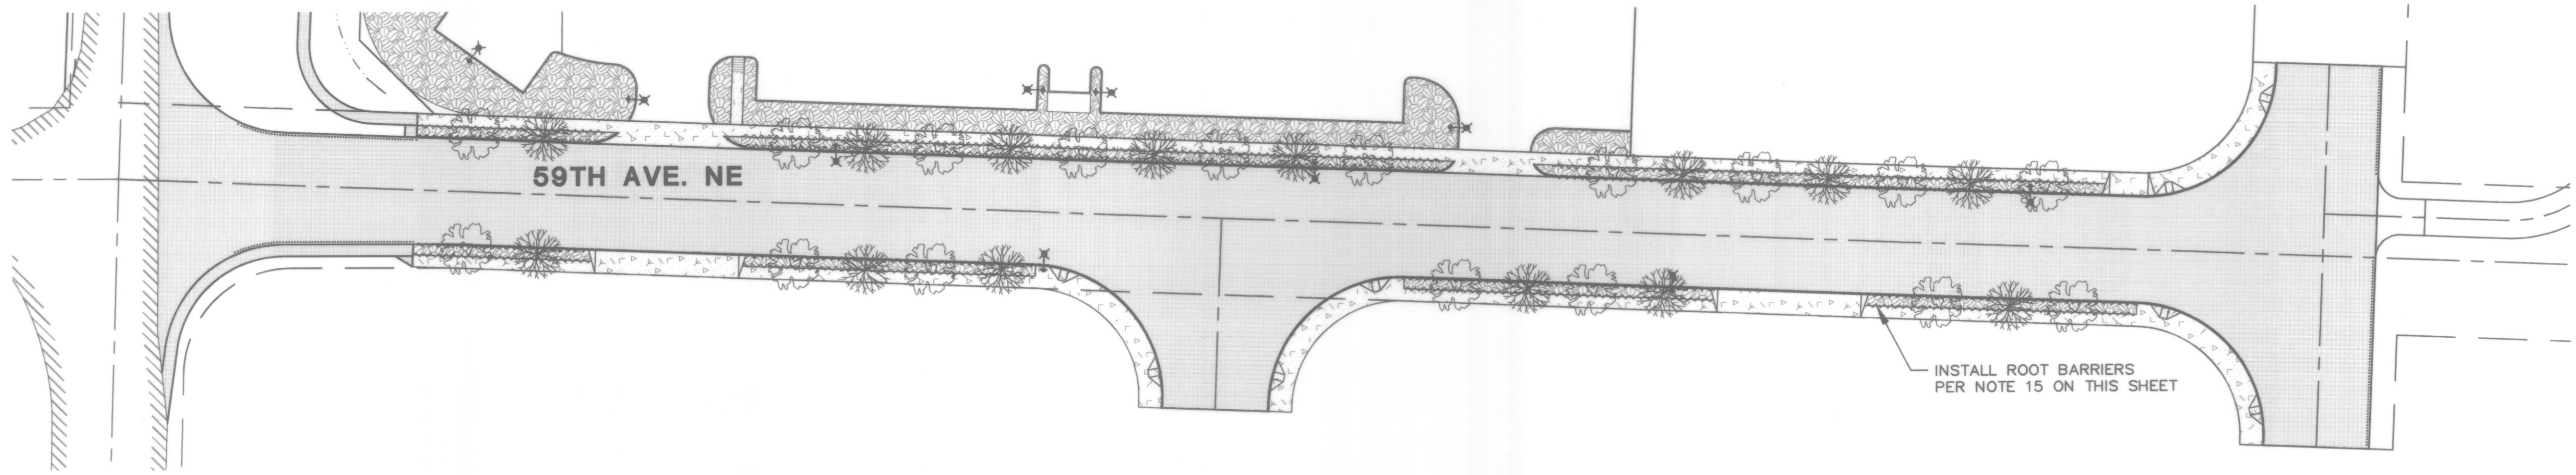 59TH AVE. NE
INSTALL ROOT BARRIERS
PER NOTE 15 ON THIS SHEET